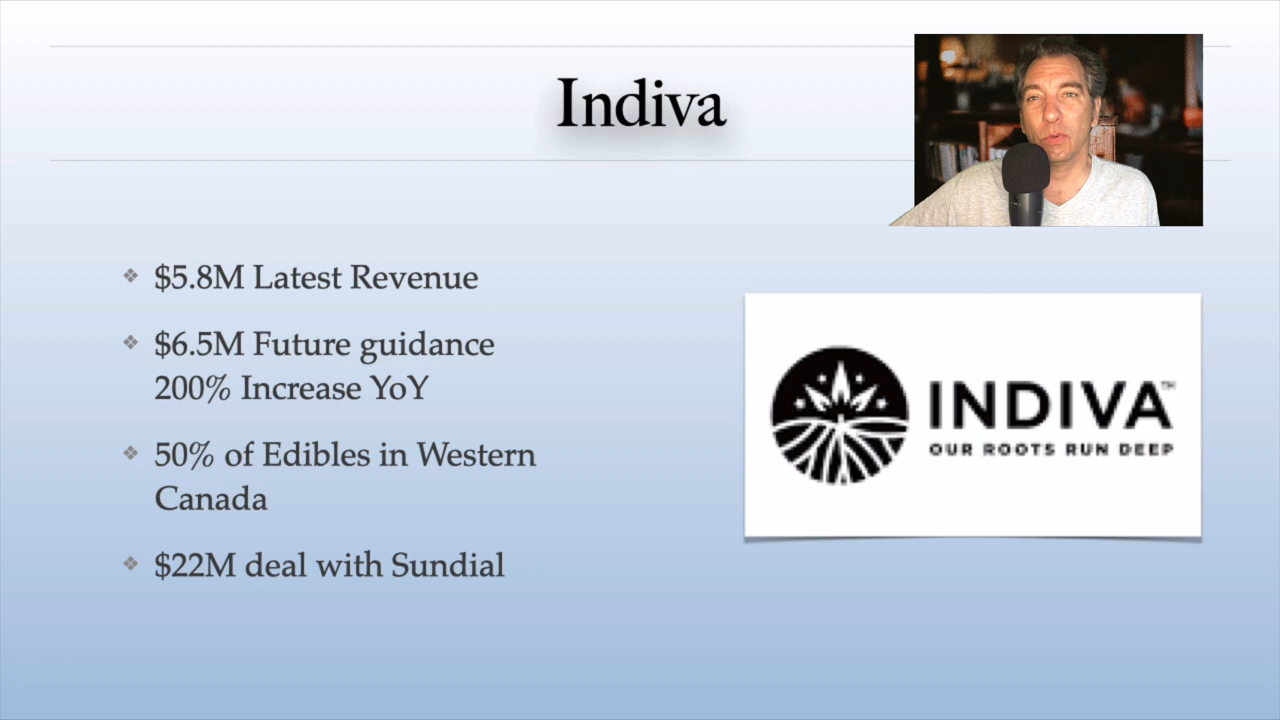 Indiva
$5.8M Latest Revenue
$6.5M Future guidance
200% Increase YoY
50% of Edibles in Western
Canada
$22M deal with Sundial
INDIVA™
OUR ROOTS RUN DEEP